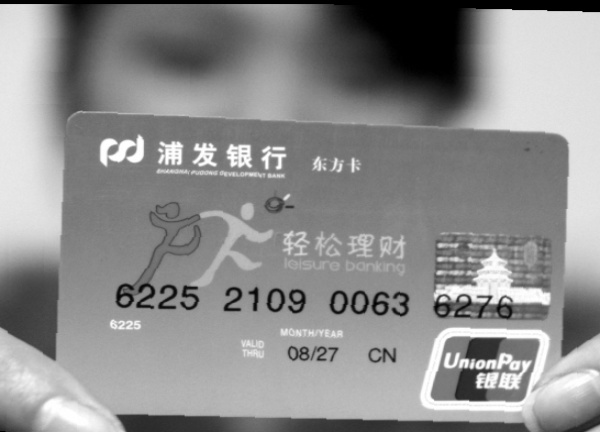 浦发银行 东方卡
SHANGHAI PUDONG DEVELOPMENT BANK
轻松理财
leisure banking
6225 2109 0063 6276
6225
MONTH/YEAR
VALID THRU 08/27 CN
UnionPay
银联